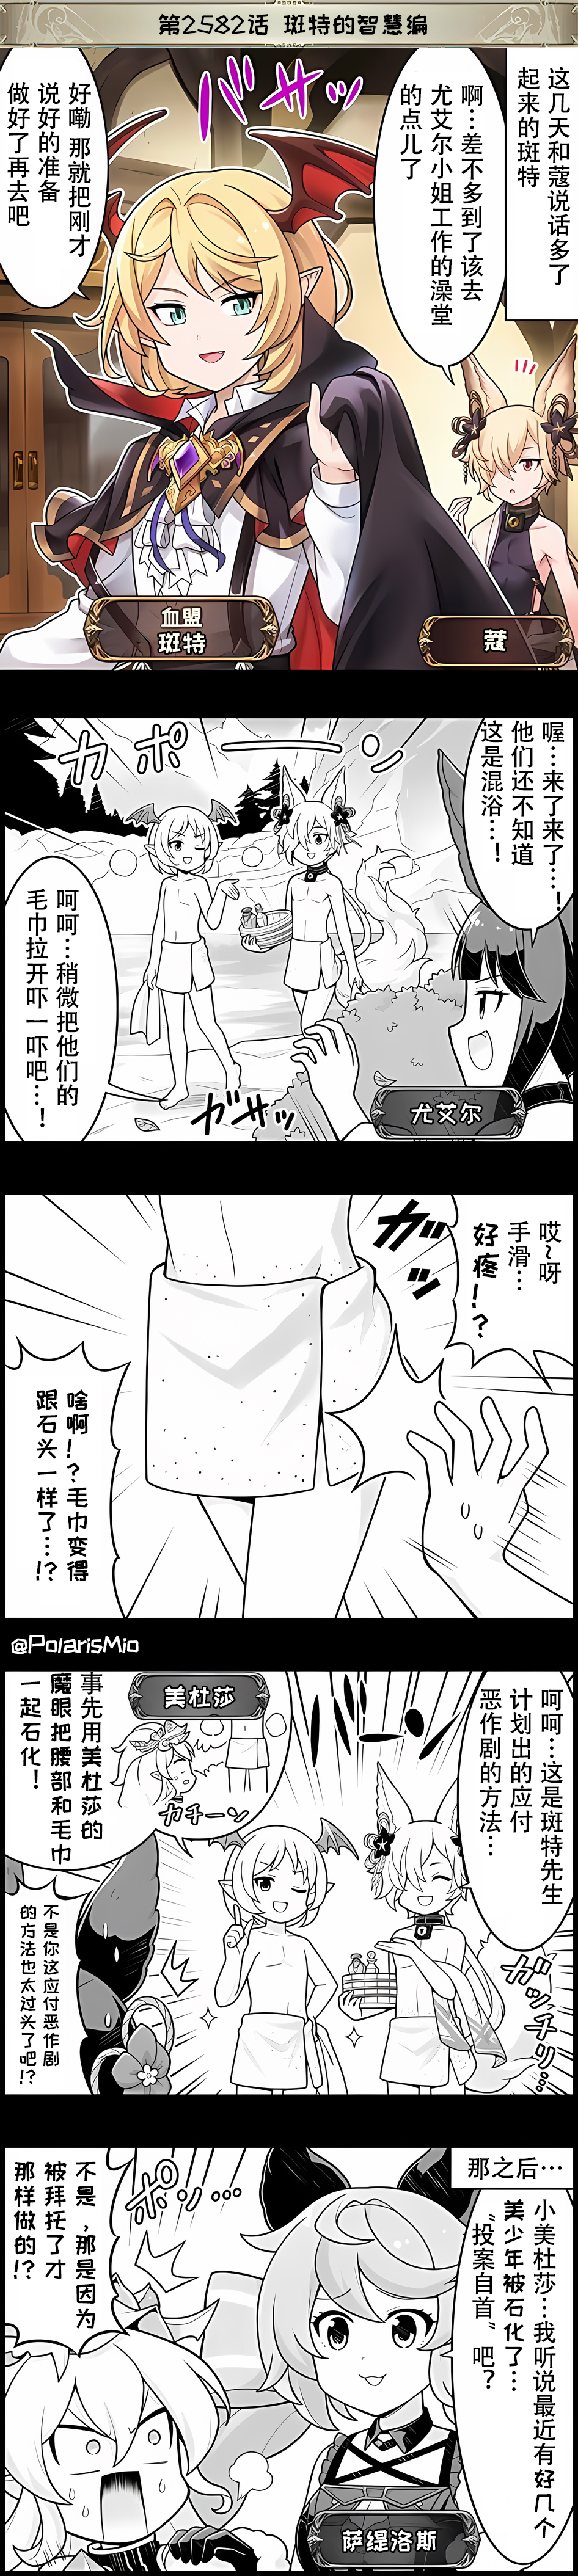 第2582话 斑特的智慧编
这几天和蔻说话多了
起来的斑特
啊…差不多到了该去
尤艾尔小姐工作的澡堂
的点儿了
バッ
好嘞 那就把刚才
说好的准备
做好了再去吧
血盟
斑特
蔻
喔…来了来了…！
他们还不知道
这是混浴…！
カポーン
呵呵…稍微把他们的
毛巾拉开吓一吓吧…！
ガサッ
尤艾尔
哎~呀
手滑…
好疼！？
ガッ
啥啊！？毛巾变得
跟石头一样了…！？
@PolarisMio
呵呵…这是斑特先生
计划出的应付
恶作剧的方法…
バーン
美杜莎
事先用美杜莎的
魔眼把腰部和毛巾
一起石化！
カチーン
ガッチリ…
不是你这应付恶作剧
的方法也太过头了吧！？
那之后…
小美杜莎…我听说最近有好几个
美少年被石化了…
“投案自首”吧？
ポン…
不是，那是因为
被拜托了才
那样做的！？
萨缇洛斯